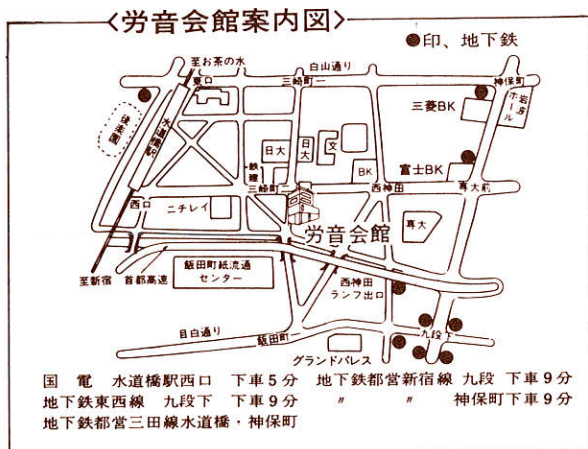 労音会館案内図
●印、地下鉄
至お茶の水
白山通り
東口
三崎町一
神保町
岩波ホール
三菱BK
後楽園
水道橋駅
日大
日大
文
鉄連
BK
富士BK
三崎町二
西神田
専大前
西口
ニチレイ
労音会館
専大
至新宿
首都高速
飯田町紙流通
センター
西神田
ランプ出口
目白通り
飯田町
九段下
グランドパレス
国 電 水道橋駅西口 下車5分 地下鉄都営新宿線 九段 下車9分
地下鉄東西線 九段下 下車9分 〃 〃 神保町下車9分
地下鉄都営三田線水道橋・神保町